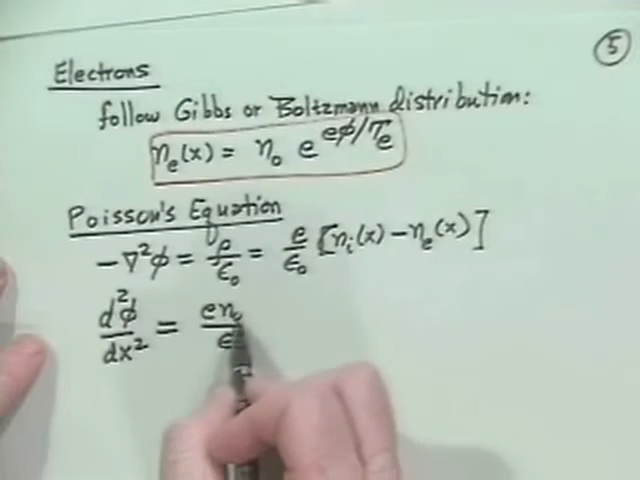 5
Electrons
follow Gibbs or Boltzmann distribution:
nₑ(x) = n₀ e^{eϕ/Tₑ}
Poisson's Equation
-∇²ϕ = ρ/ε₀ = e/ε₀ [nᵢ(x) - nₑ(x)]
d²ϕ/dx² = en₀/ε